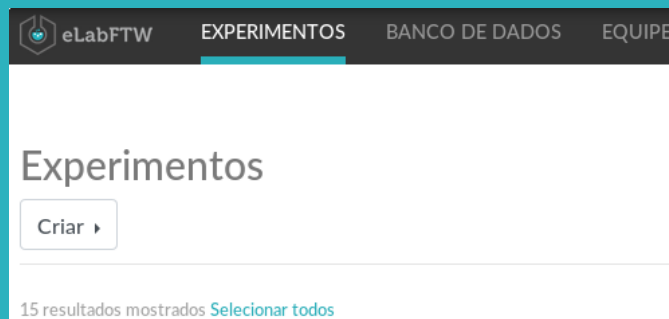 eLabFTW EXPERIMENTOS BANCO DE DADOS EQUIPE
Experimentos
Criar
15 resultados mostrados Selecionar todos